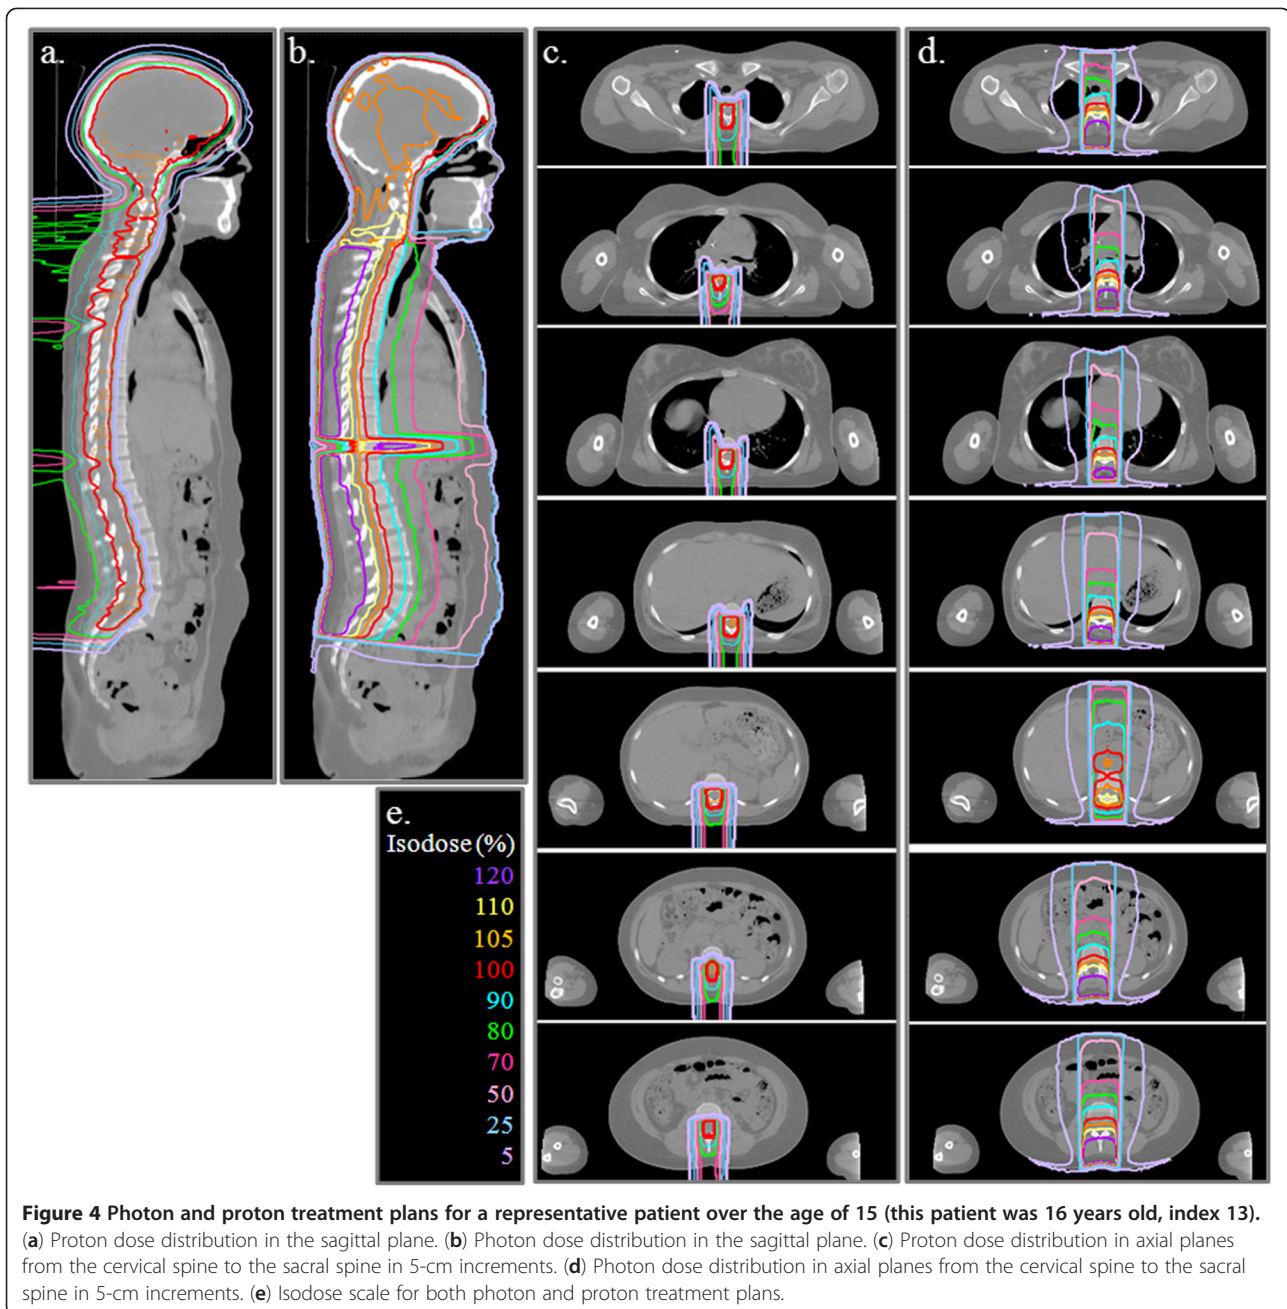 a.
b.
c.
d.
e.
Isodose (%)
120
110
105
100
90
80
70
50
25
5
Figure 4 Photon and proton treatment plans for a representative patient over the age of 15 (this patient was 16 years old, index 13).
(a) Proton dose distribution in the sagittal plane. (b) Photon dose distribution in the sagittal plane. (c) Proton dose distribution in axial planes
from the cervical spine to the sacral spine in 5-cm increments. (d) Photon dose distribution in axial planes from the cervical spine to the sacral
spine in 5-cm increments. (e) Isodose scale for both photon and proton treatment plans.